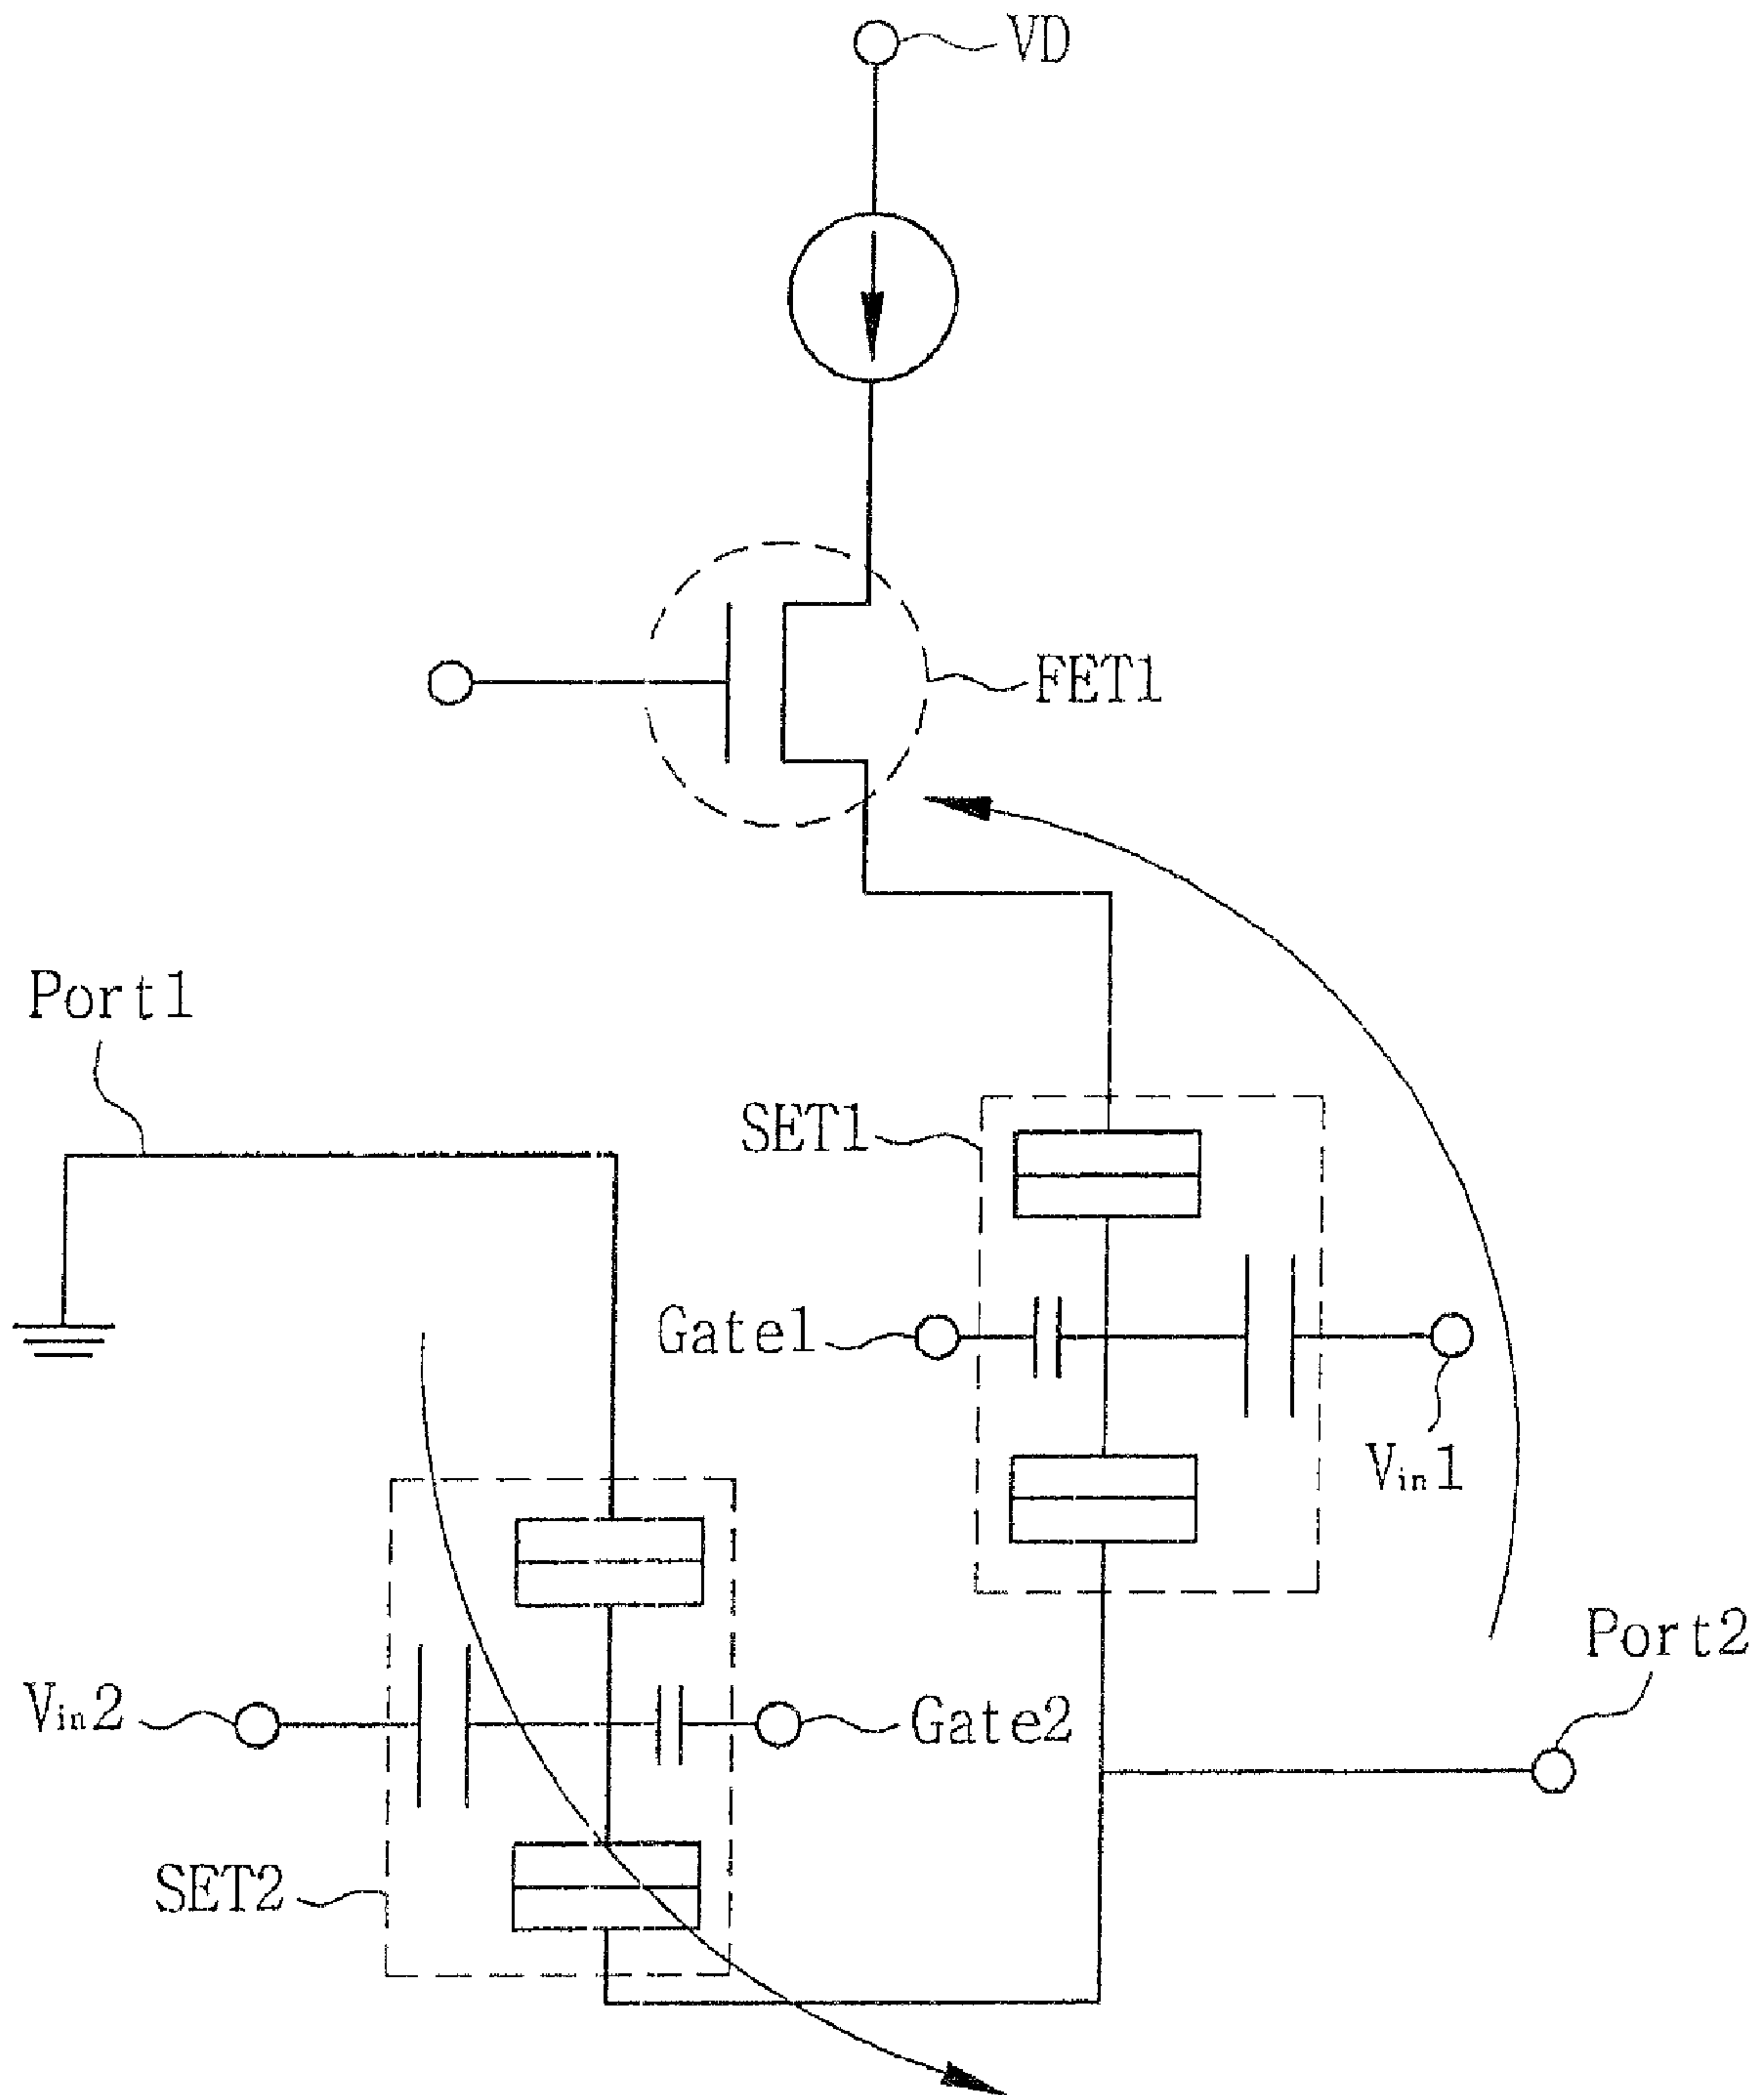 VD
FET1
Port1
SET1
Gate1
Vin1
Port2
Vin2
Gate2
SET2